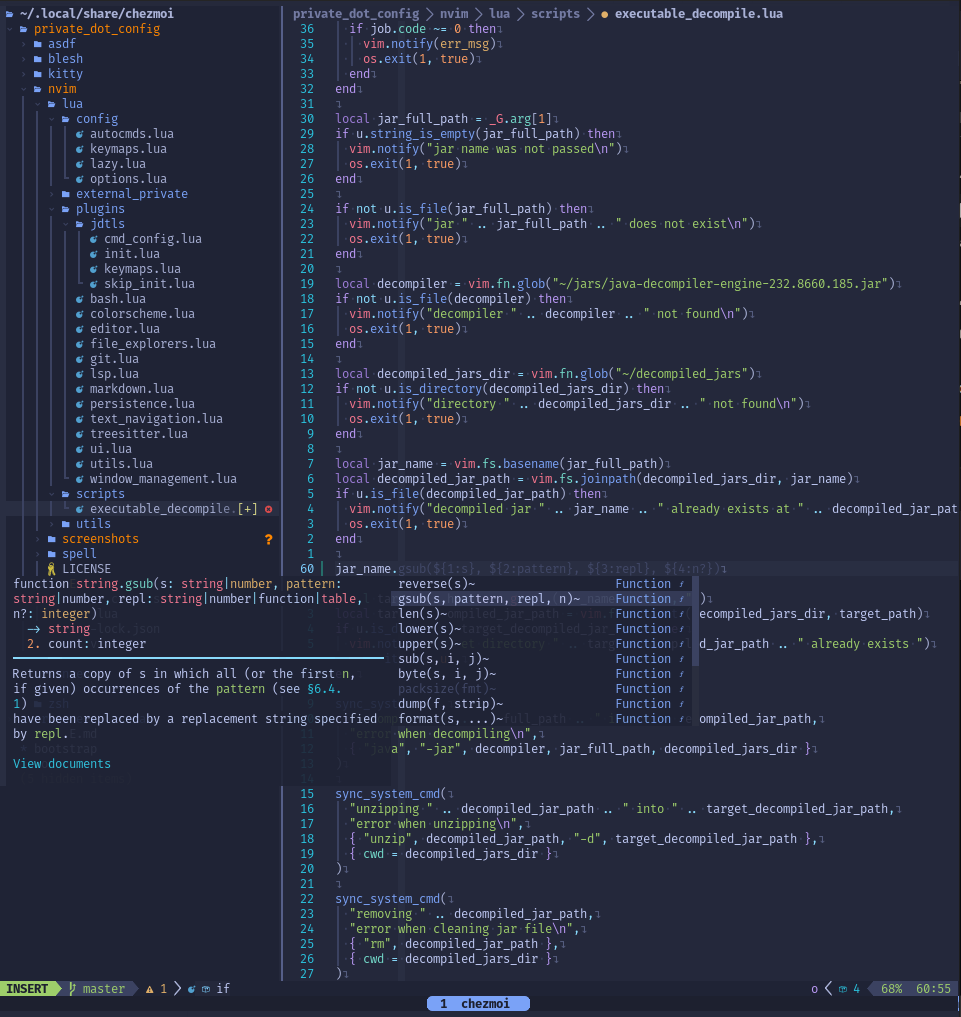 ~/.local/share/chezmoi
private_dot_config
asdf
blesh
kitty
nvim
lua
config
autocmds.lua
keymaps.lua
lazy.lua
options.lua
external_private
plugins
jdtls
cmd_config.lua
init.lua
keymaps.lua
skip_init.lua
bash.lua
colorscheme.lua
editor.lua
file_explorers.lua
git.lua
lsp.lua
markdown.lua
persistence.lua
text_navigation.lua
treesitter.lua
ui.lua
utils.lua
window_management.lua
scripts
executable_decompile.[+]
utils
screenshots ?
spell
LICENSE
private_dot_config > nvim > lua > scripts > ● executable_decompile.lua
36 if job.code ~= 0 then
35 vim.notify(err_msg)
34 os.exit(1, true)
33 end
32 end
31
30 local jar_full_path = _G.arg[1]
29 if u.string_is_empty(jar_full_path) then
28 vim.notify("jar name was not passed\n")
27 os.exit(1, true)
26 end
25
24 if not u.is_file(jar_full_path) then
23 vim.notify("jar " .. jar_full_path .. " does not exist\n")
22 os.exit(1, true)
21 end
20
19 local decompiler = vim.fn.glob("~/jars/java-decompiler-engine-232.8660.185.jar")
18 if not u.is_file(decompiler) then
17 vim.notify("decompiler " .. decompiler .. " not found\n")
16 os.exit(1, true)
15 end
14
13 local decompiled_jars_dir = vim.fn.glob("~/decompiled_jars")
12 if not u.is_directory(decompiled_jars_dir) then
11 vim.notify("directory " .. decompiled_jars_dir .. " not found\n")
10 os.exit(1, true)
9 end
8
7 local jar_name = vim.fs.basename(jar_full_path)
6 local decompiled_jar_path = vim.fs.joinpath(decompiled_jars_dir, jar_name)
5 if u.is_file(decompiled_jar_path) then
4 vim.notify("decompiled jar " .. jar_name .. " already exists at " .. decompiled_jar_pat
3 os.exit(1, true)
2 end
1
60 jar_name.gsub(${1:s}, ${2:pattern}, ${3:repl}, ${4:n?})
function string.gsub(s: string|number, pattern:
string|number, repl: string|number|function|table,
n?: integer)
-> string
2. count: integer
Returns a copy of s in which all (or the first n,
if given) occurrences of the pattern (see §6.4.
1)
have been replaced by a replacement string specified
by repl.
View documents
reverse(s)~ Function f
gsub(s, pattern, repl, n)~ Function f )
len(s)~ Function f ecompiled_jars_dir, target_path)
lower(s)~ Function f
upper(s)~ Function f ed_jar_path .. " already exists ")
sub(s, i, j)~ Function f
byte(s, i, j)~ Function f
packsize(fmt)~ Function f
dump(f, strip)~ Function f
format(s, ...)~ Function f ecompiled_jar_path,
"error when decompiling\n",
12 { "java", "-jar", decompiler, jar_full_path, decompiled_jars_dir }
14
15 sync_system_cmd(
16 "unzipping " .. decompiled_jar_path .. " into " .. target_decompiled_jar_path,
17 "error when unzipping\n",
18 { "unzip", decompiled_jar_path, "-d", target_decompiled_jar_path },
19 { cwd = decompiled_jars_dir }
20 )
21
22 sync_system_cmd(
23 "removing " .. decompiled_jar_path,
24 "error when cleaning jar file\n",
25 { "rm", decompiled_jar_path },
26 { cwd = decompiled_jars_dir }
27 )
INSERT master 1 > if
o < 4 68% 60:55
1 chezmoi